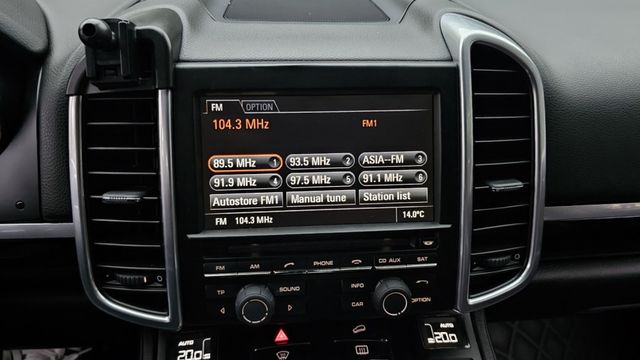 FM OPTION
104.3 MHz FM1
89.5 MHz 1 93.5 MHz 2 ASIA--FM 3
91.9 MHz 4 97.5 MHz 5 91.1 MHz 6
Autostore FM1 Manual tune Station list
FM 104.3 MHz 14.0°C
FM AM PHONE CD AUX SAT
TP SOUND INFO
CAR OPTION
AUTO AUTO
20.0 20.0